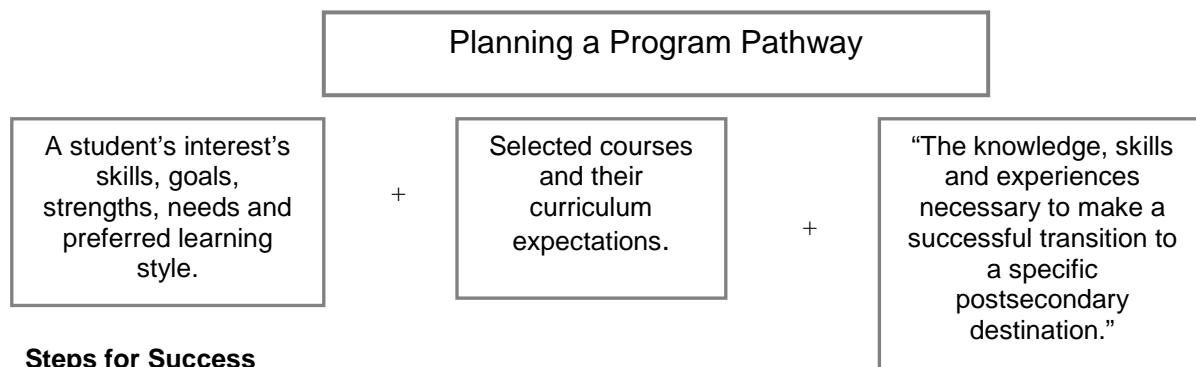 Planning a Program Pathway
A student’s interest’s
skills, goals,
strengths, needs and
preferred learning
style.
+
Selected courses
and their
curriculum
expectations.
+
“The knowledge, skills
and experiences
necessary to make a
successful transition to
a specific
postsecondary
destination.”
Steps for Success